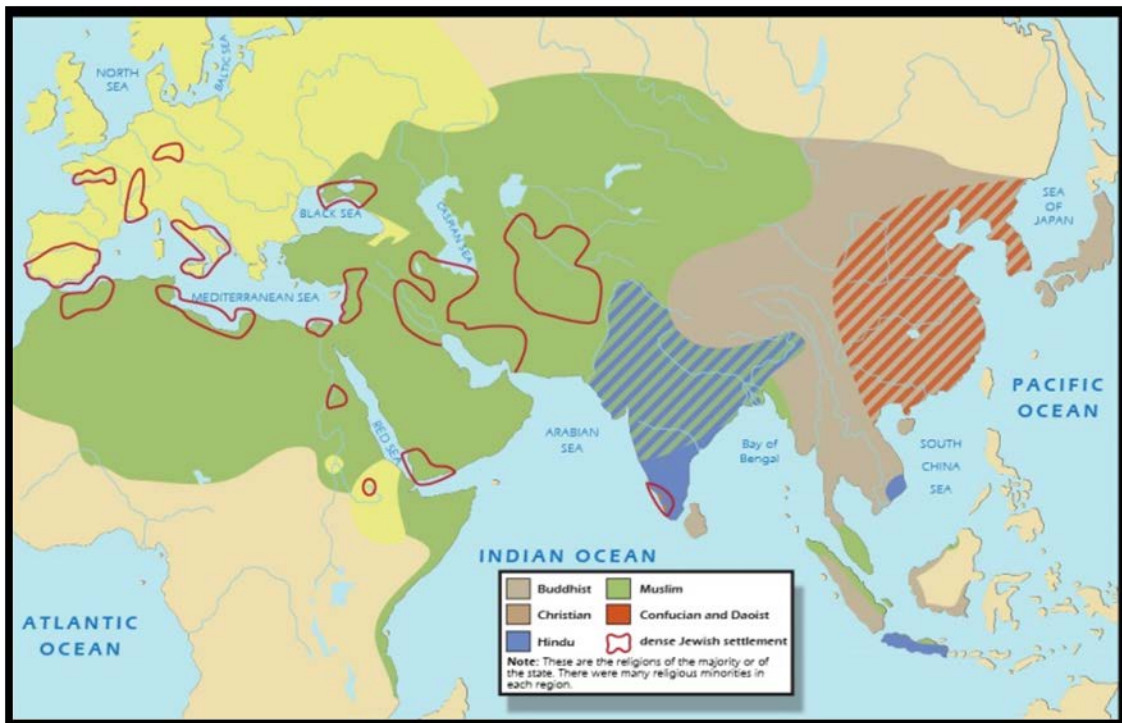 NORTH
SEA
BALTIC SEA
BLACK SEA
CASPIAN SEA
SEA
OF
JAPAN
MEDITERRANEAN SEA
RED SEA
ARABIAN
SEA
Bay of
Bengal
SOUTH
CHINA
SEA
PACIFIC
OCEAN
INDIAN OCEAN
ATLANTIC
OCEAN
Buddhist
Muslim
Christian
Confucian and Daoist
Hindu
dense Jewish settlement
Note: These are the religions of the majority or of
the state. There were many religious minorities in
each region.